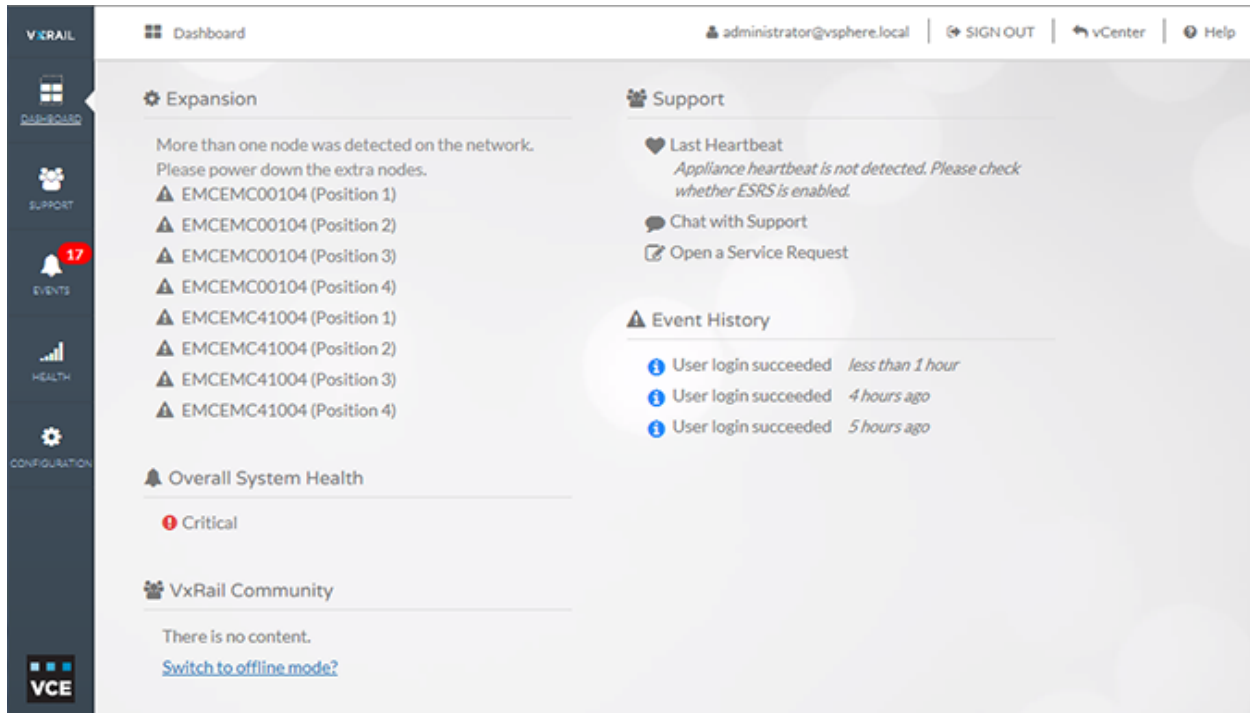 VXRAIL
Dashboard
administrator@vsphere.local
SIGN OUT
vCenter
Help
DASHBOARD
SUPPORT
17
EVENTS
HEALTH
CONFIGURATION
VCE
Expansion
More than one node was detected on the network.
Please power down the extra nodes.
EMCEMC00104 (Position 1)
EMCEMC00104 (Position 2)
EMCEMC00104 (Position 3)
EMCEMC00104 (Position 4)
EMCEMC41004 (Position 1)
EMCEMC41004 (Position 2)
EMCEMC41004 (Position 3)
EMCEMC41004 (Position 4)
Overall System Health
Critical
VxRail Community
There is no content.
Switch to offline mode?
Support
Last Heartbeat
Appliance heartbeat is not detected. Please check
whether ESRS is enabled.
Chat with Support
Open a Service Request
Event History
User login succeeded less than 1 hour
User login succeeded 4 hours ago
User login succeeded 5 hours ago